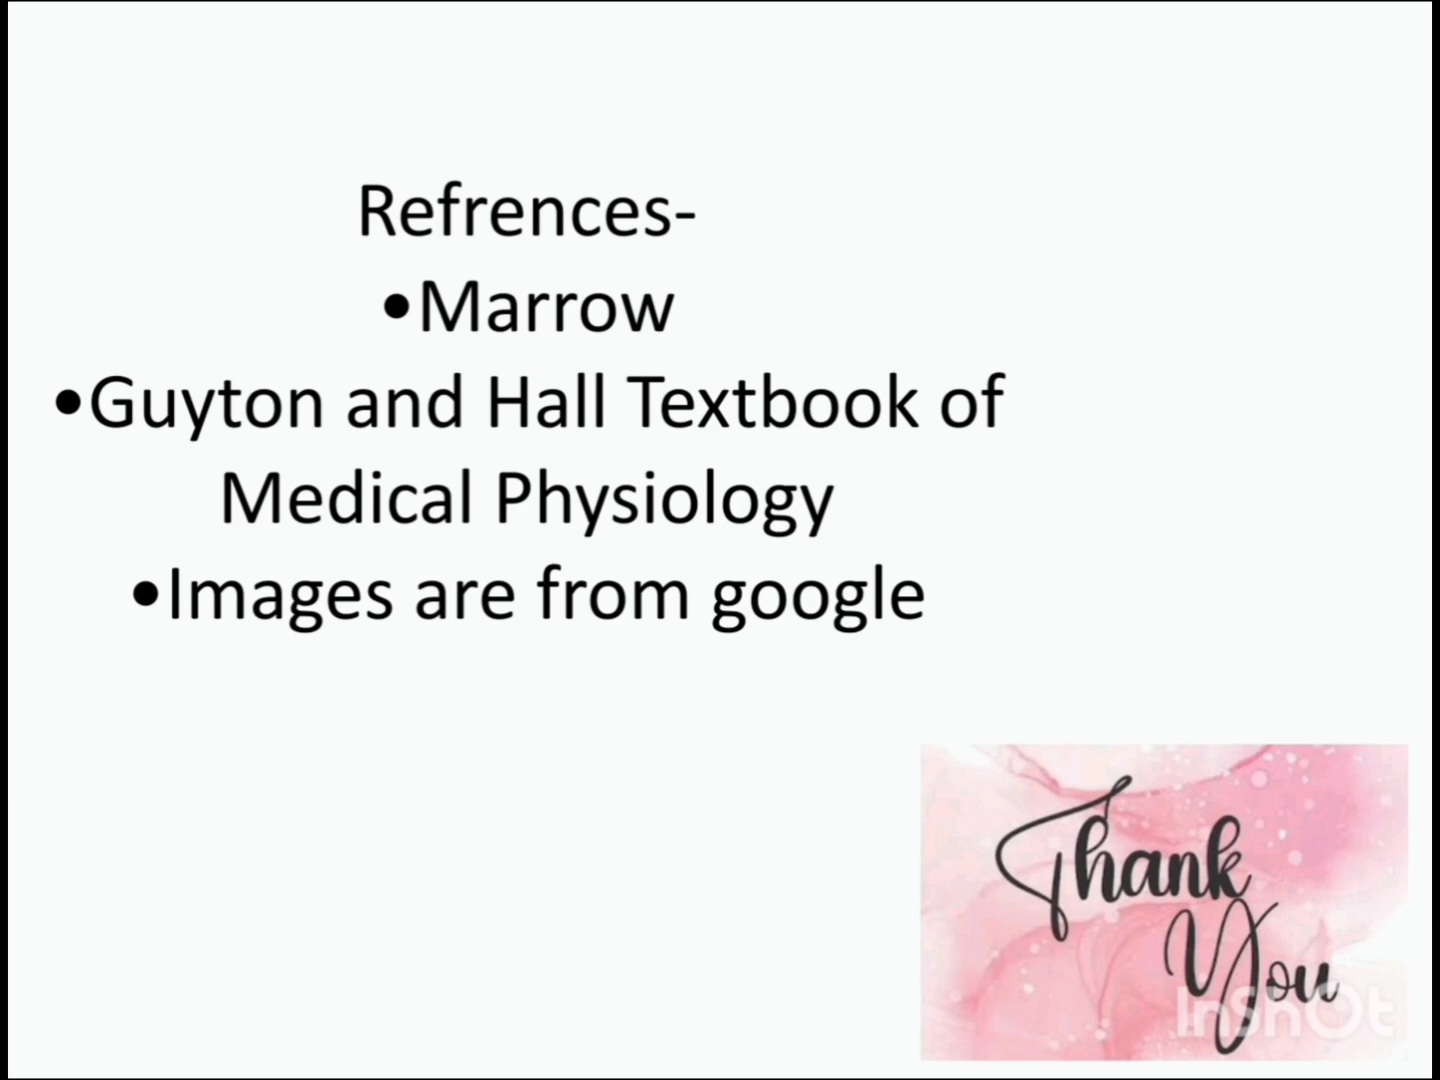 Refrences-
•Marrow
•Guyton and Hall Textbook of
Medical Physiology
•Images are from google
Thank
You
InShOt